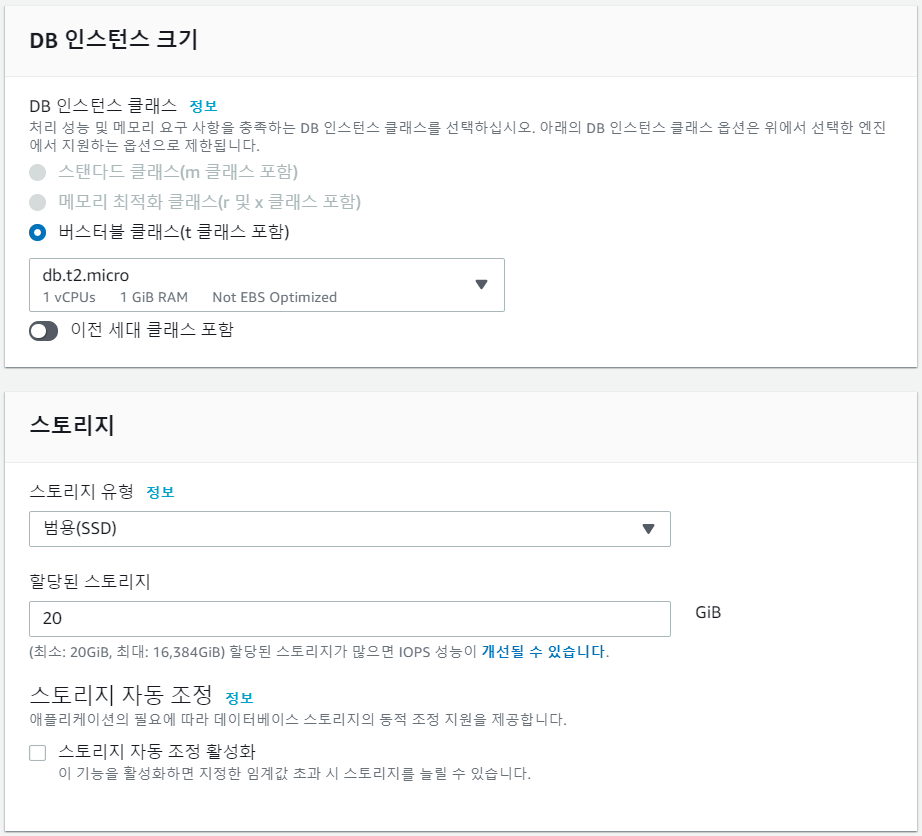 DB 인스턴스 크기
DB 인스턴스 클래스 정보
처리 성능 및 메모리 요구 사항을 충족하는 DB 인스턴스 클래스를 선택하십시오. 아래의 DB 인스턴스 클래스 옵션은 위에서 선택한 엔진
에서 지원하는 옵션으로 제한됩니다.
스탠다드 클래스(m 클래스 포함)
메모리 최적화 클래스(r 및 x 클래스 포함)
버스터블 클래스(t 클래스 포함)
db.t2.micro
1 vCPUs 1 GiB RAM Not EBS Optimized
이전 세대 클래스 포함
스토리지
스토리지 유형 정보
범용(SSD)
할당된 스토리지
20 GiB
(최소: 20GiB, 최대: 16,384GiB) 할당된 스토리지가 많으면 IOPS 성능이 개선될 수 있습니다.
스토리지 자동 조정 정보
애플리케이션의 필요에 따라 데이터베이스 스토리지의 동적 조정 지원을 제공합니다.
스토리지 자동 조정 활성화
이 기능을 활성화하면 지정한 임계값 초과 시 스토리지를 늘릴 수 있습니다.